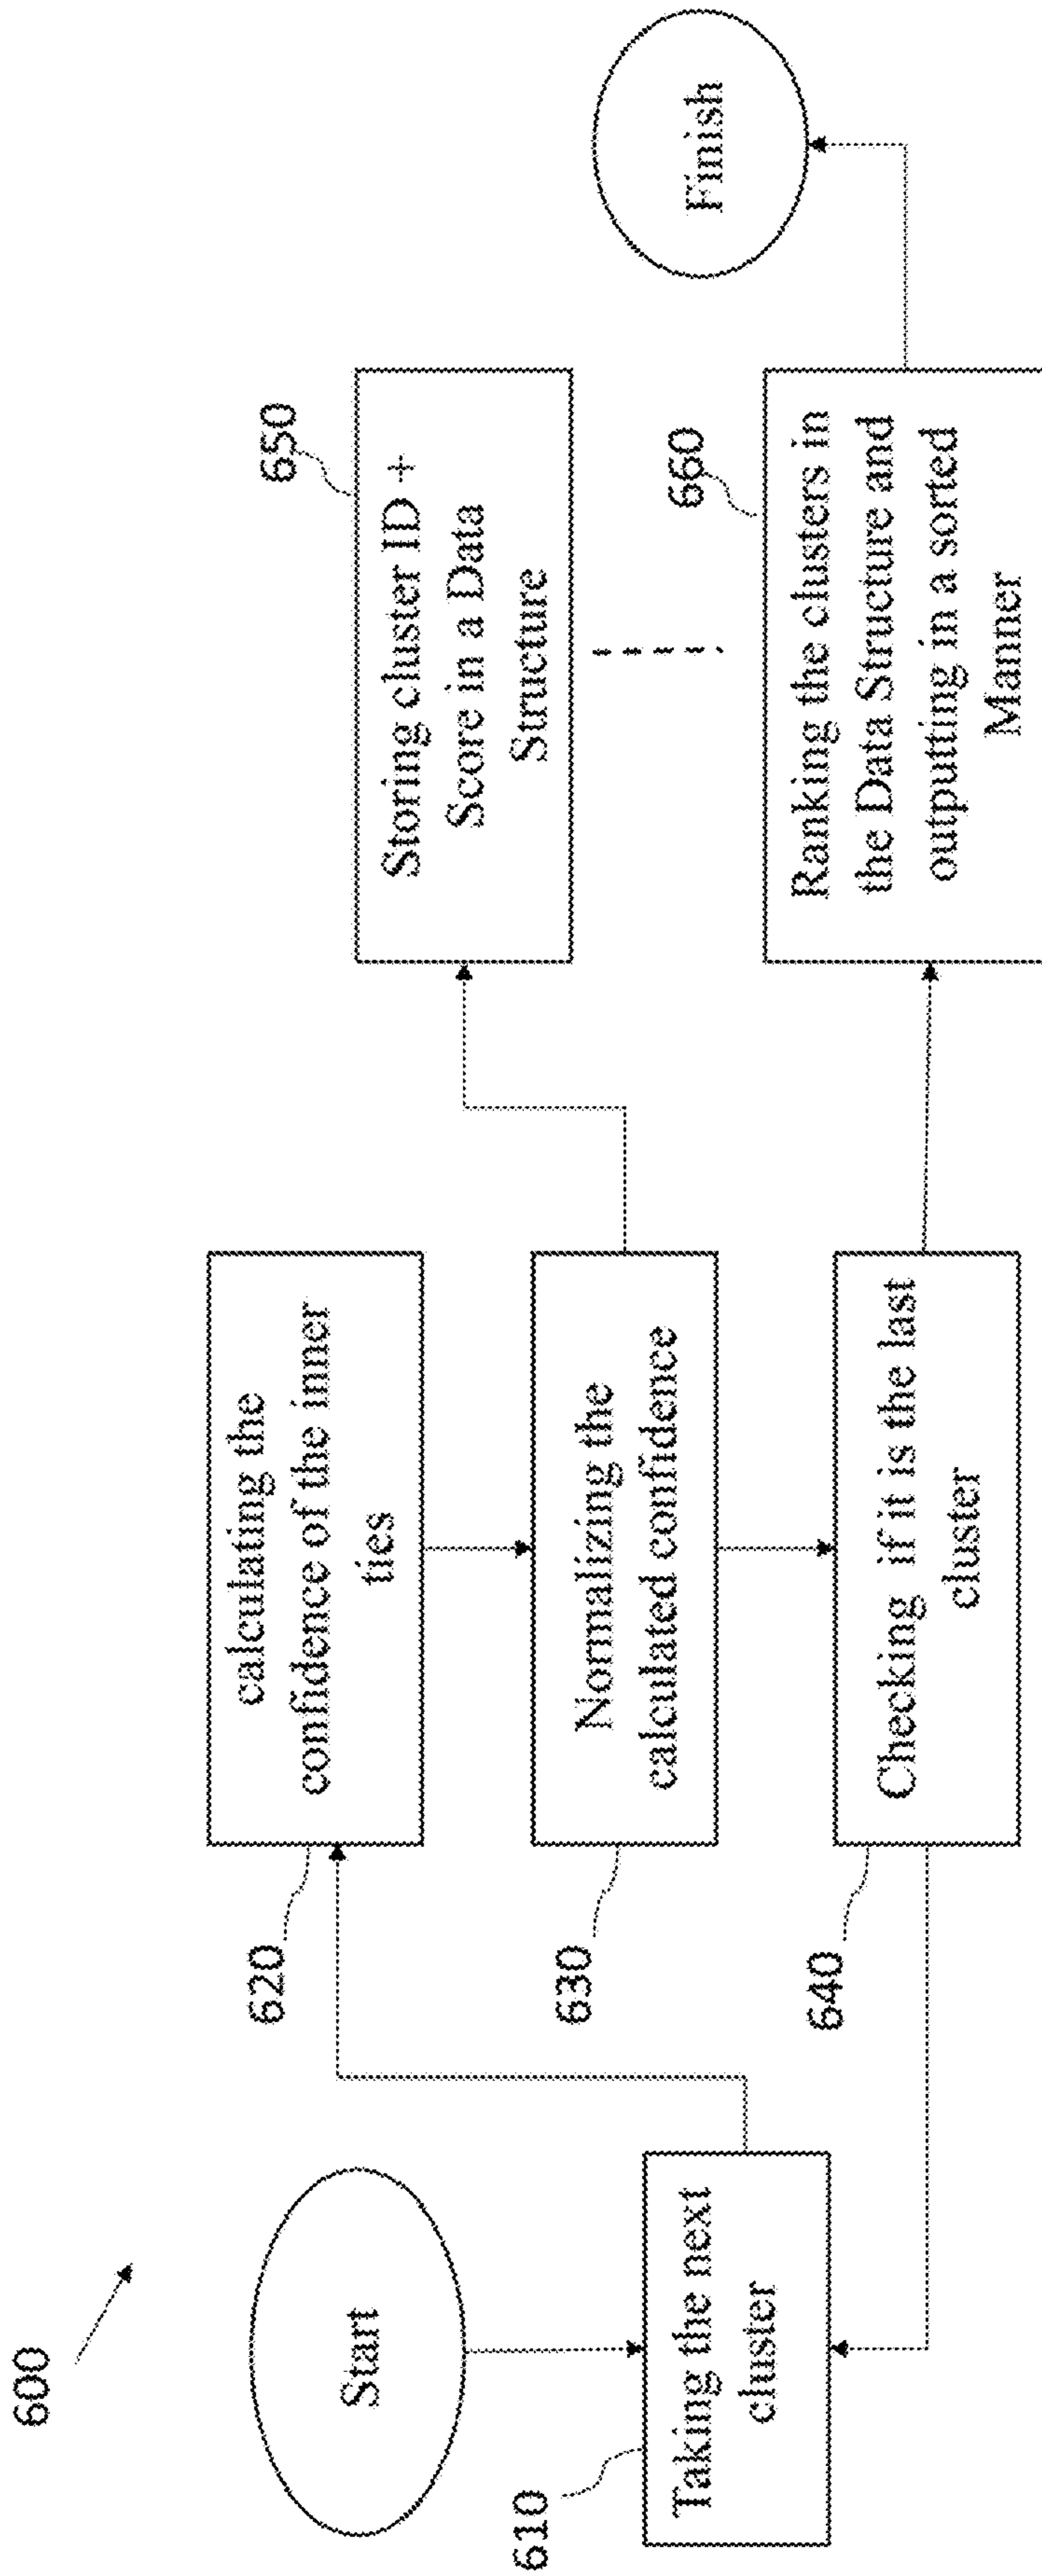 600
Start
610
Taking the next
cluster
620
calculating the
confidence of the inner
ties
630
Normalizing the
calculated confidence
640
Checking if it is the last
cluster
650
Storing cluster ID +
Score in a Data
Structure
660
Ranking the clusters in
the Data Structure and
outputting in a sorted
Manner
Finish